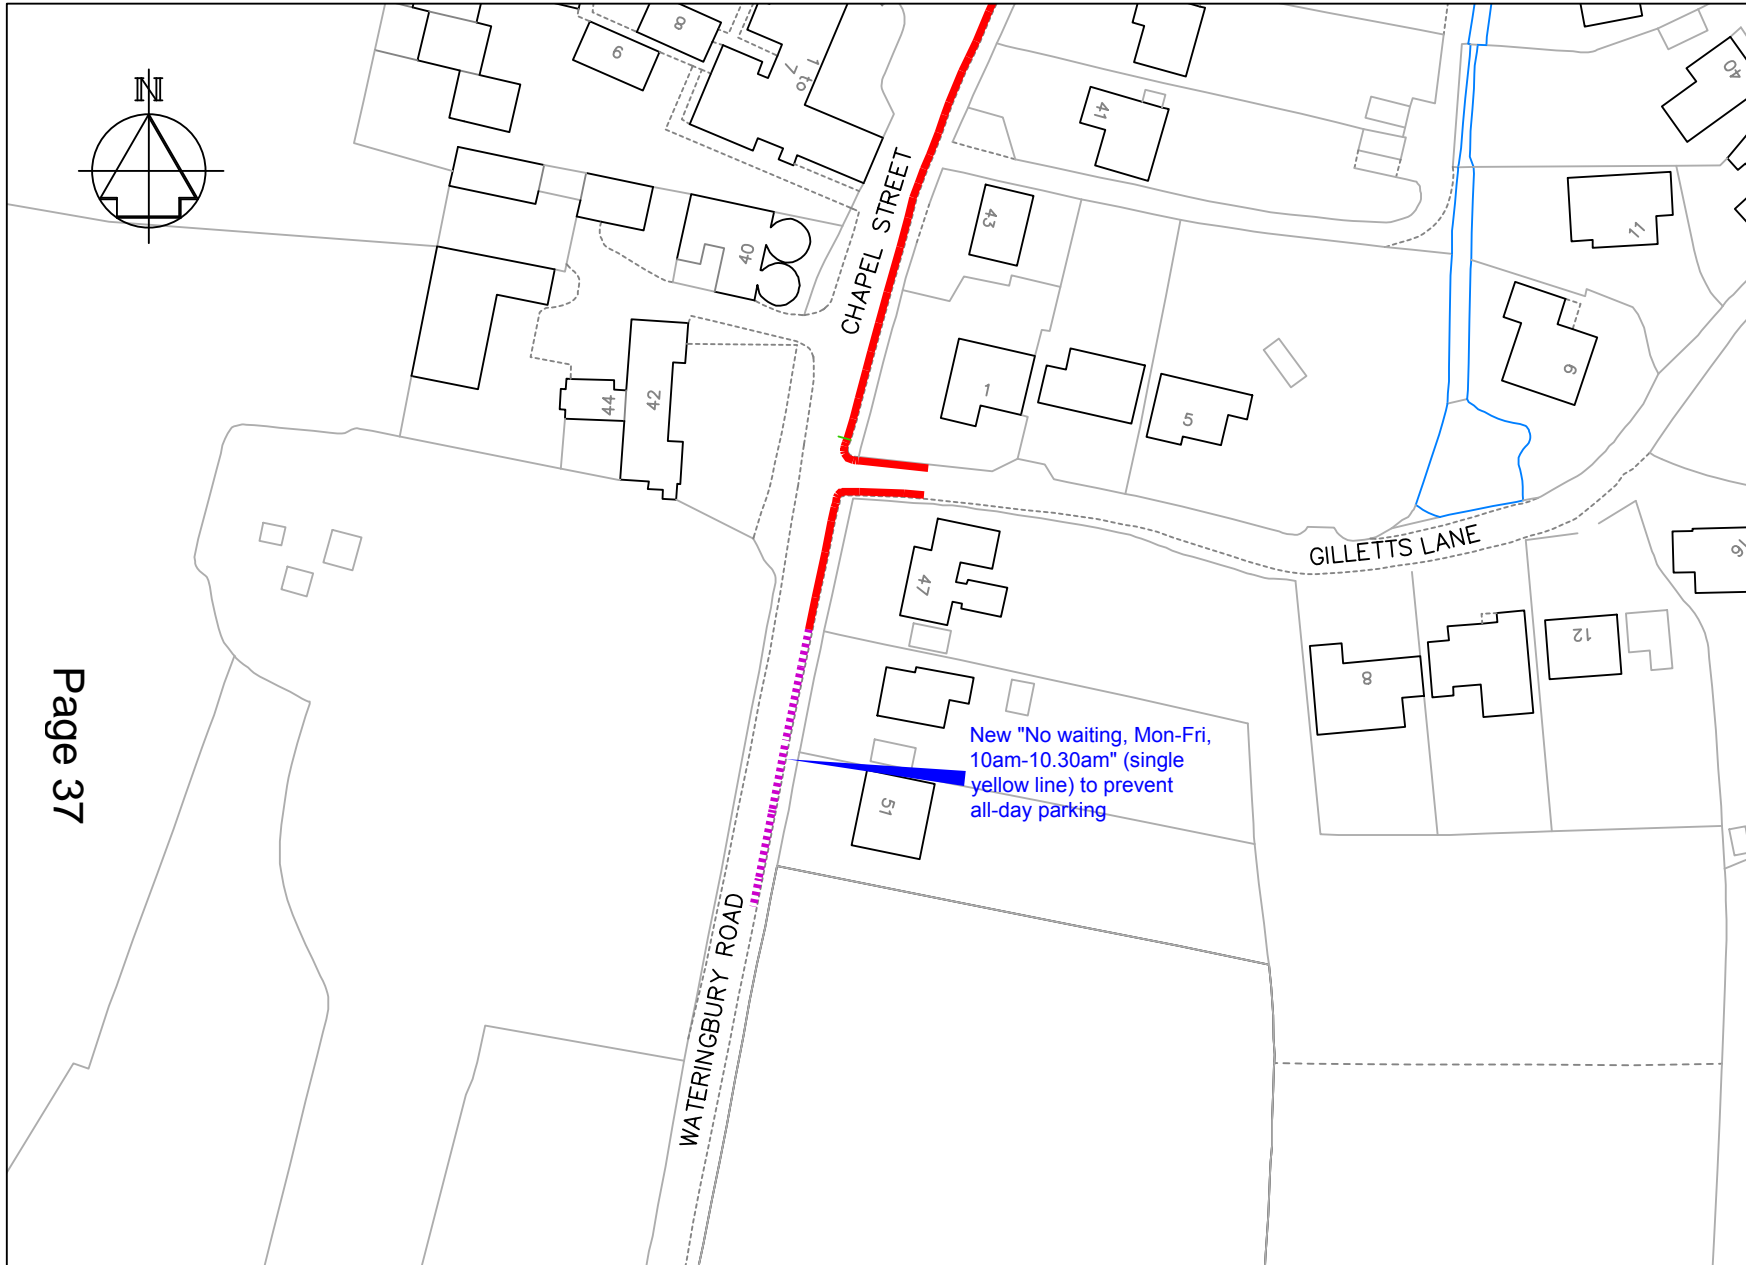 N
8
9
1 to
7
41
40
CHAPEL STREET
43
11
40
1
5
9
44
42
GILLETTS LANE
47
12
8
16
New "No waiting, Mon-Fri,
10am-10.30am" (single
yellow line) to prevent
all-day parking
51
WATERINGBURY ROAD
Page 37